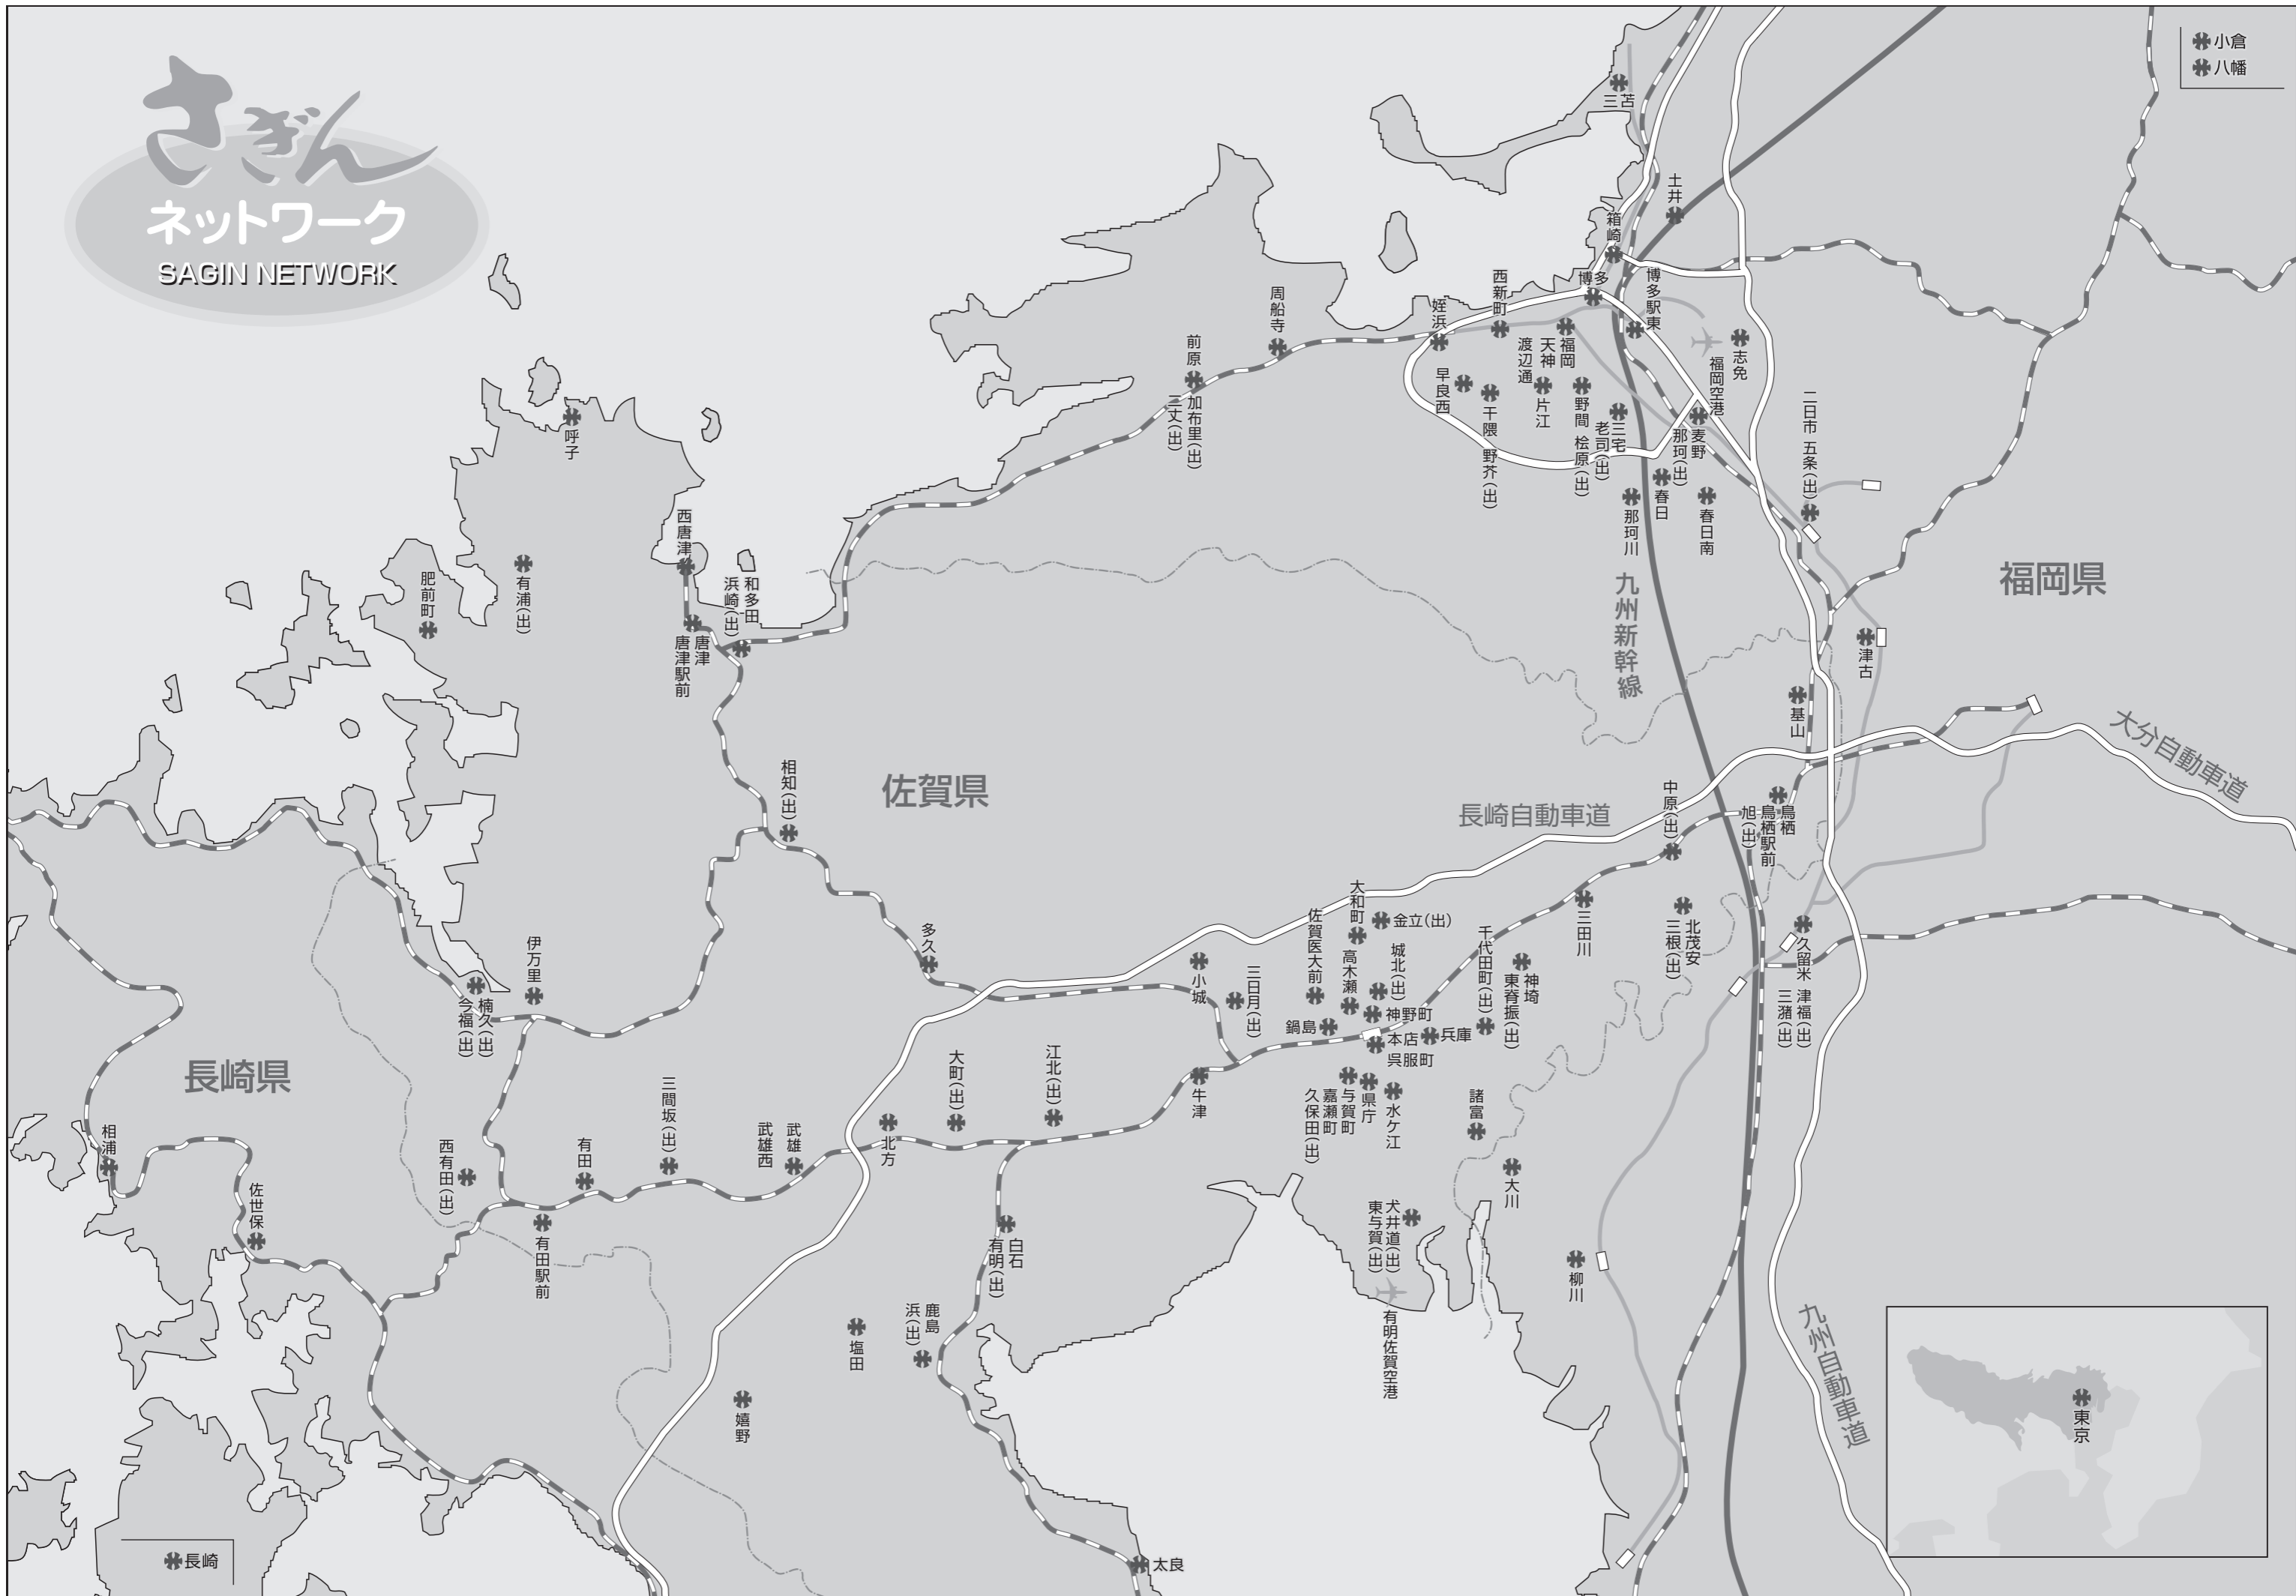 さぎん
ネットワーク
SAGIN NETWORK
小倉
八幡
三苫
土井
箱崎
博多
博多駅東
西新町
姪浜
周船寺
前原
加布里(出)
二丈(出)
福岡
天神
渡辺通
志免
福岡空港
早良西
干隈
野芥(出)
片江
野間
桧原(出)
三宅
老司(出)
麦野
那珂(出)
春日
春日南
那珂川
二日市
五条(出)
呼子
西唐津
有浦(出)
肥前町
和多田
浜崎(出)
唐津
唐津駅前
九州新幹線
福岡県
津古
基山
大分自動車道
佐賀県
長崎自動車道
相知(出)
中原(出)
鳥栖
鳥栖駅前
旭(出)
多久
伊万里
楠久(出)
今福(出)
小城
三日月(出)
佐賀医大前
大和町
金立(出)
高木瀬
城北(出)
神野町
鍋島
本店
呉服町
兵庫
千代田町(出)
神埼
東脊振(出)
三田川
北茂安
三根(出)
久留米
津福(出)
三潴(出)
長崎県
相浦
佐世保
西有田(出)
有田
有田駅前
三間坂(出)
武雄
武雄西
北方
大町(出)
江北(出)
牛津
与賀町
嘉瀬町
久保田(出)
県庁
水ケ江
諸富
大川
犬井道(出)
東与賀(出)
有明佐賀空港
柳川
白石
有明(出)
鹿島
浜(出)
塩田
嬉野
九州自動車道
東京
長崎
太良